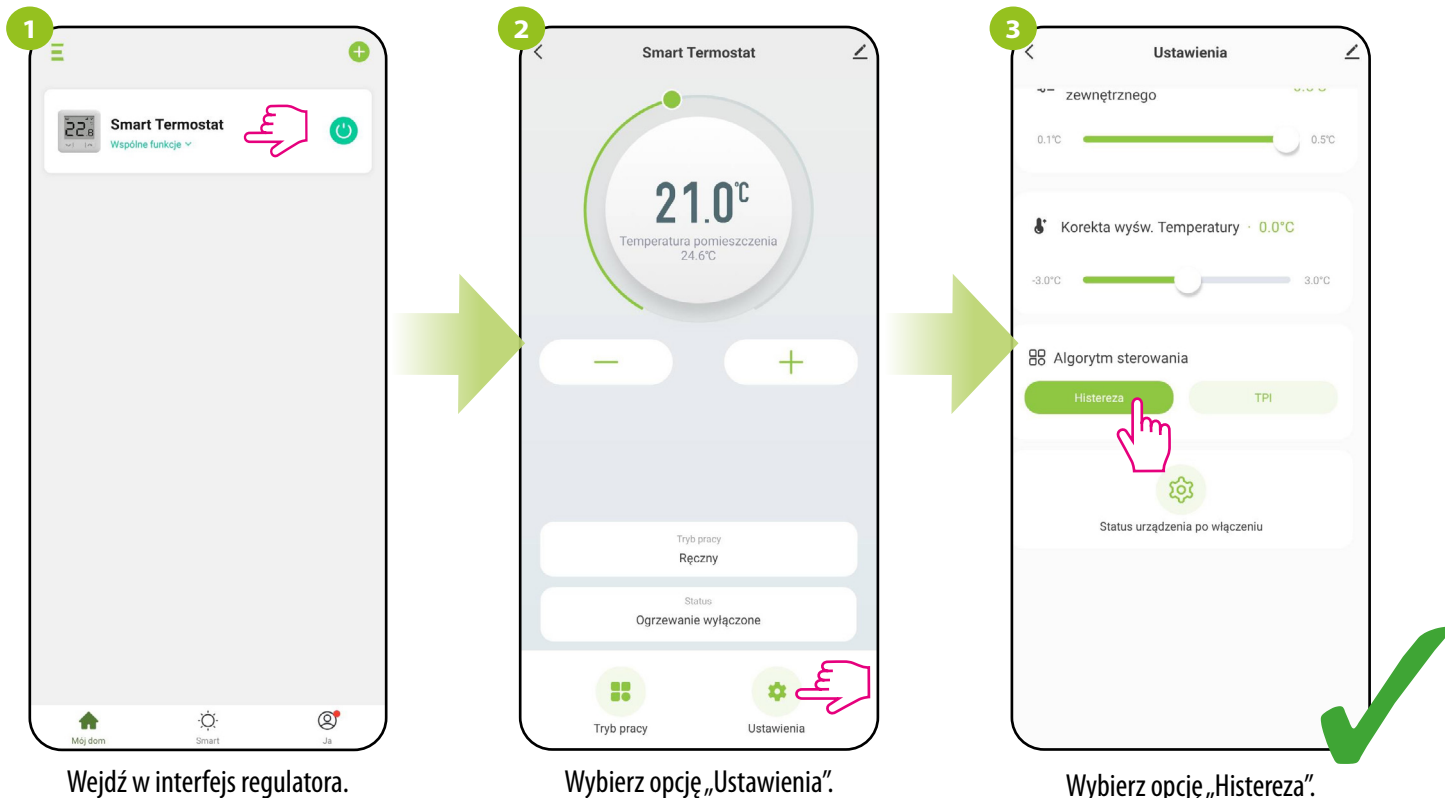 1
Smart Termostat
Wspólne funkcje
Mój dom
Smart
Ja
Wejdź w interfejs regulatora.
2
Smart Termostat
21.0°C
Temperatura pomieszczenia
24.6°C
Tryb pracy
Ręczny
Status
Ogrzewanie wyłączone
Tryb pracy
Ustawienia
Wybierz opcję „Ustawienia”.
3
Ustawienia
zewnętrznego
0.1°C
0.5°C
Korekta wyśw. Temperatury · 0.0°C
-3.0°C
3.0°C
Algorytm sterowania
Histereza
TPI
Status urządzenia po włączeniu
Wybierz opcję „Histereza”.